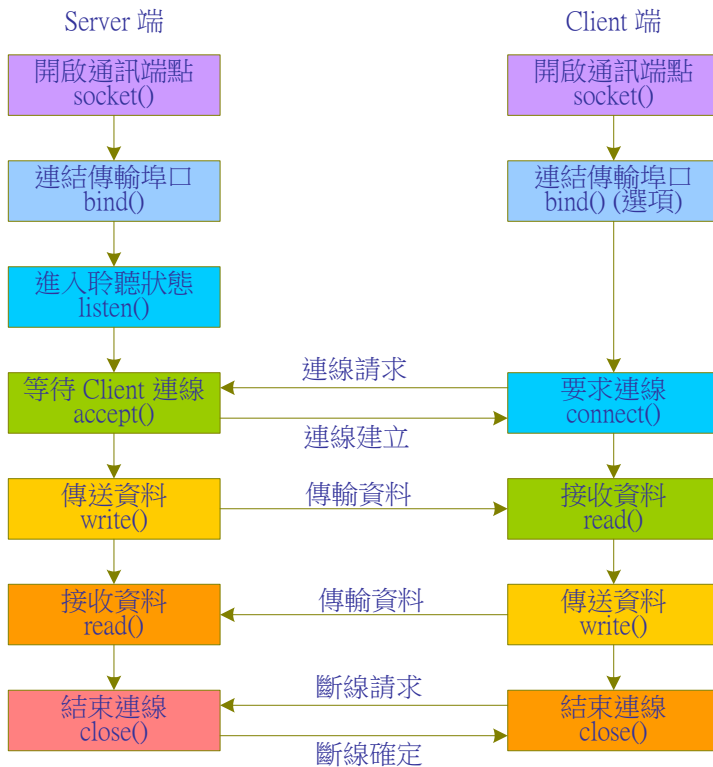 Server 端
Client 端
開啟通訊端點
socket()
開啟通訊端點
socket()
連結傳輸埠口
bind()
連結傳輸埠口
bind() (選項)
進入聆聽狀態
listen()
等待 Client 連線
accept()
連線請求
連線建立
要求連線
connect()
傳送資料
write()
傳輸資料
接收資料
read()
接收資料
read()
傳輸資料
傳送資料
write()
結束連線
close()
斷線請求
斷線確定
結束連線
close()